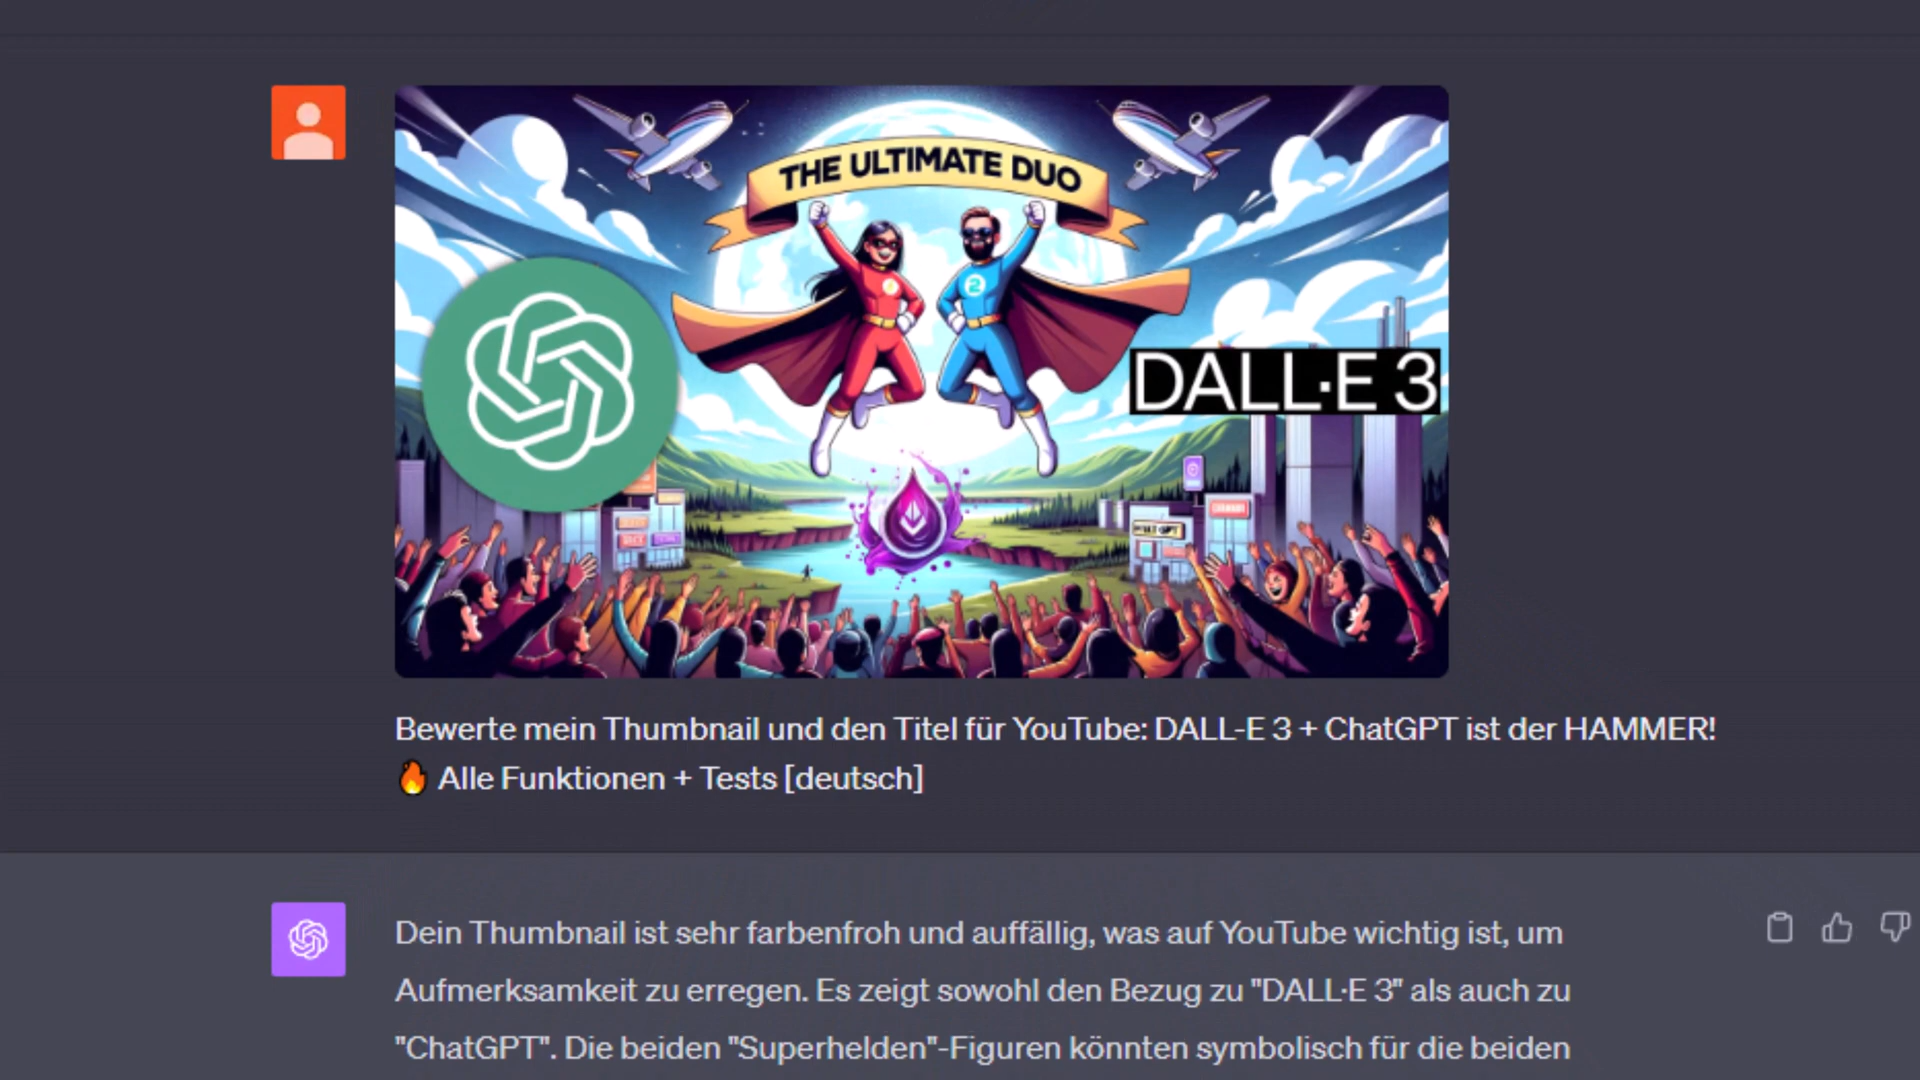 THE ULTIMATE DUO
DALL·E 3
Bewerte mein Thumbnail und den Titel für YouTube: DALL-E 3 + ChatGPT ist der HAMMER!
🔥 Alle Funktionen + Tests [deutsch]
Dein Thumbnail ist sehr farbenfroh und auffällig, was auf YouTube wichtig ist, um
Aufmerksamkeit zu erregen. Es zeigt sowohl den Bezug zu "DALL·E 3" als auch zu
"ChatGPT". Die beiden "Superhelden"-Figuren könnten symbolisch für die beiden